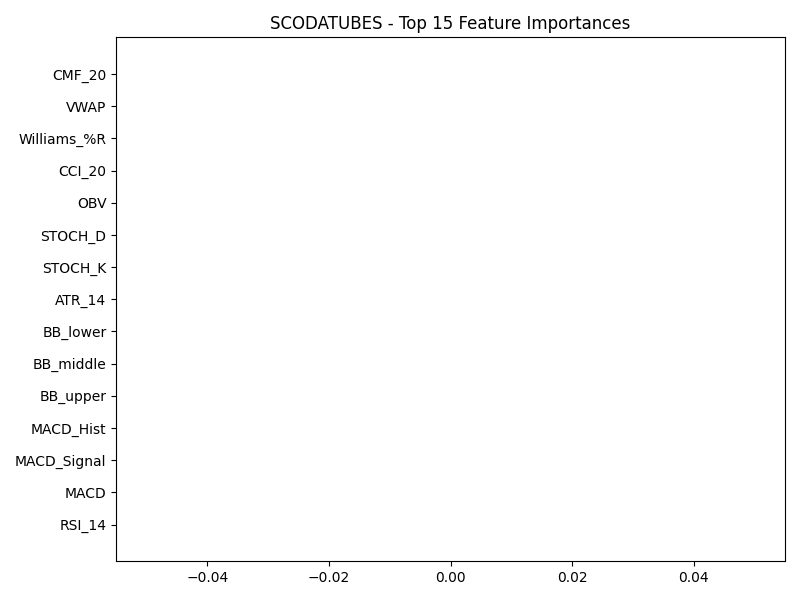 SCODATUBES - Top 15 Feature Importances
CMF_20
VWAP
Williams_%R
CCI_20
OBV
STOCH_D
STOCH_K
ATR_14
BB_lower
BB_middle
BB_upper
MACD_Hist
MACD_Signal
MACD
RSI_14
−0.04 −0.02 0.00 0.02 0.04